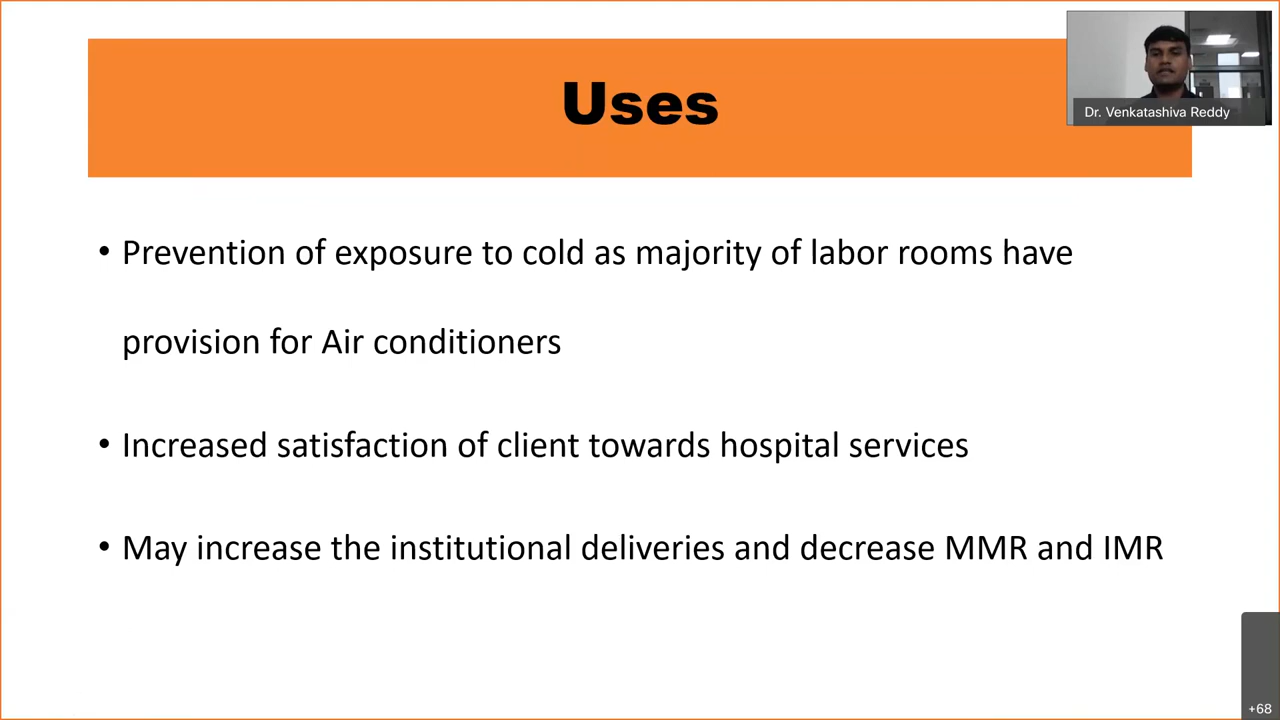 Uses
Dr. Venkatashiva Reddy
• Prevention of exposure to cold as majority of labor rooms have
provision for Air conditioners
• Increased satisfaction of client towards hospital services
• May increase the institutional deliveries and decrease MMR and IMR
+68